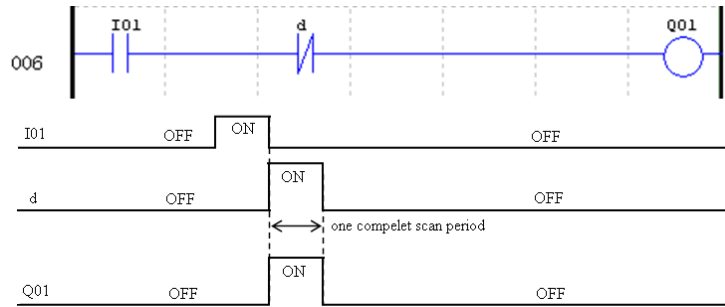 I01 d Q01
006
I01 OFF ON OFF
ON
d OFF OFF
one compelet scan period
ON
Q01 OFF OFF